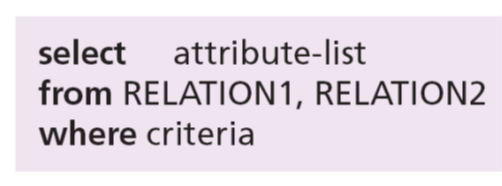 select attribute-list
from RELATION1, RELATION2
where criteria